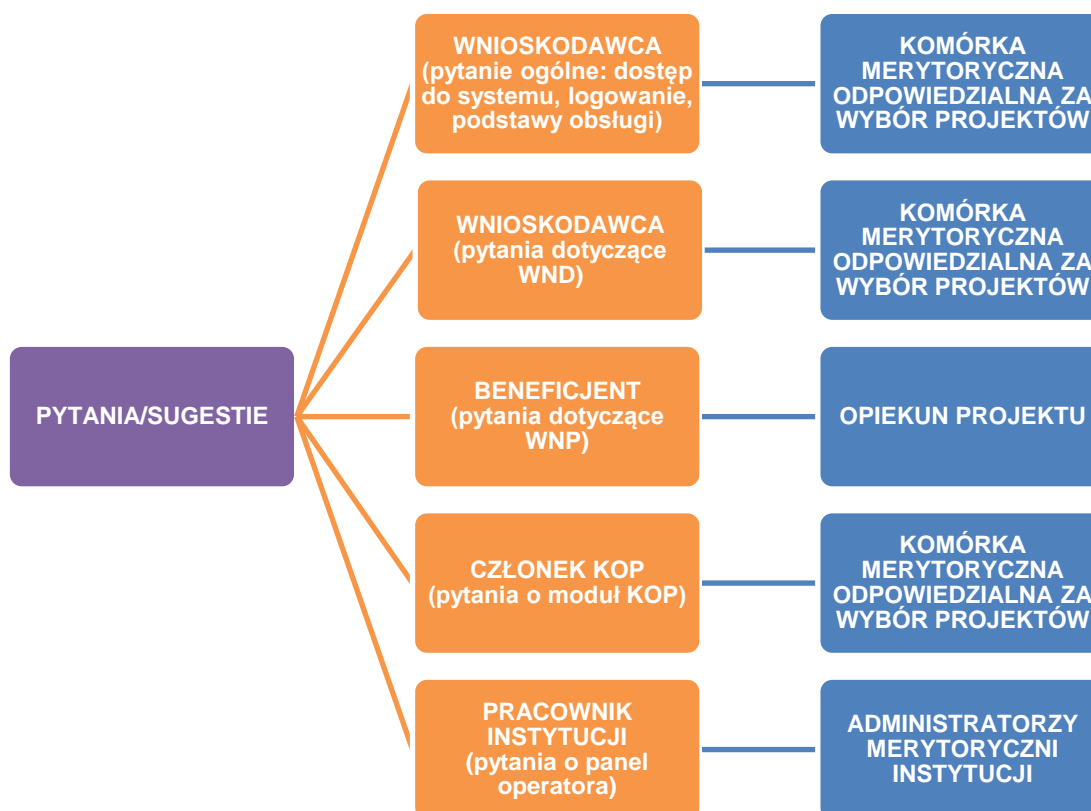 WNIOSKODAWCA
(pytanie ogólne: dostęp
do systemu, logowanie,
podstawy obsługi)
KOMÓRKA
MERYTORYCZNA
ODPOWIEDZIALNA ZA
WYBÓR PROJEKTÓW
WNIOSKODAWCA
(pytania dotyczące
WND)
KOMÓRKA
MERYTORYCZNA
ODPOWIEDZIALNA ZA
WYBÓR PROJEKTÓW
PYTANIA/SUGESTIE
BENEFICJENT
(pytania dotyczące
WNP)
OPIEKUN PROJEKTU
CZŁONEK KOP
(pytania o moduł KOP)
KOMÓRKA
MERYTORYCZNA
ODPOWIEDZIALNA ZA
WYBÓR PROJEKTÓW
PRACOWNIK
INSTYTUCJI
(pytania o panel
operatora)
ADMINISTRATORZY
MERYTORYCZNI
INSTYTUCJI